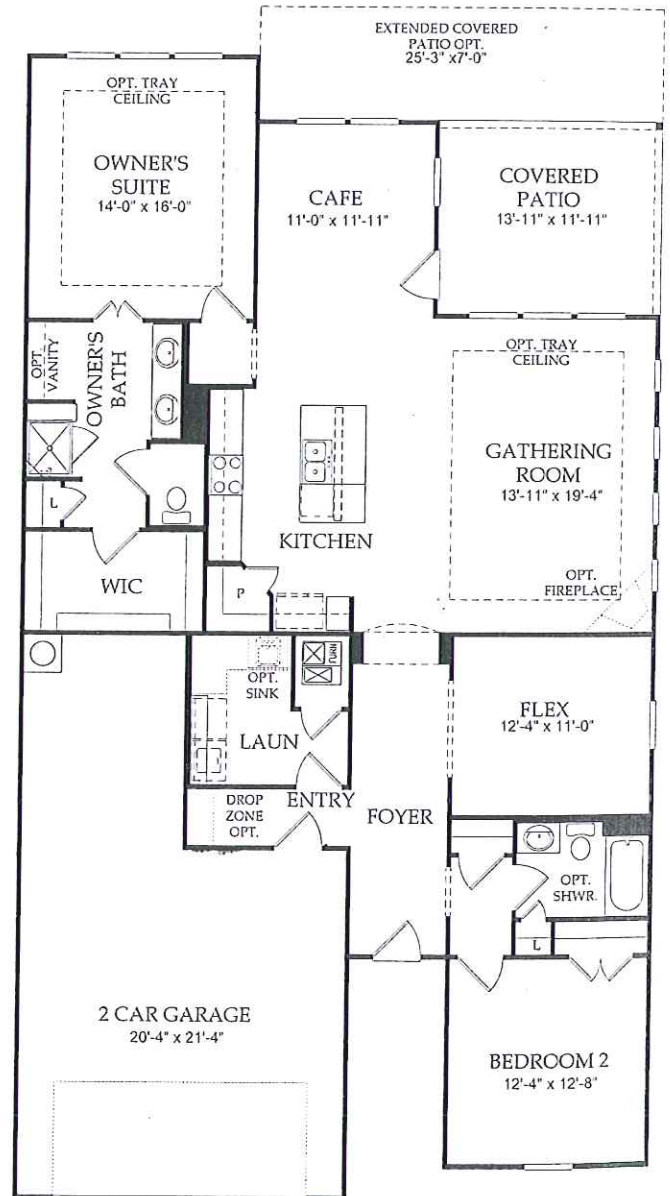 EXTENDED COVERED
PATIO OPT.
25'-3" x7'-0"
OPT. TRAY
CEILING
OWNER'S
SUITE
14'-0" x 16'-0"
CAFE
11'-0" x 11'-11"
COVERED
PATIO
13'-11" x 11'-11"
OPT.
VANITY
OWNER'S
BATH
OPT. TRAY
CEILING
GATHERING
ROOM
13'-11" x 19'-4"
L
KITCHEN
WIC
P
OPT.
FIREPLACE
OPT.
SINK
FURN
LAUN
FLEX
12'-4" x 11'-0"
DROP
ZONE
OPT.
ENTRY
FOYER
OPT.
SHWR.
L
2 CAR GARAGE
20'-4" x 21'-4"
BEDROOM 2
12'-4" x 12'-8"